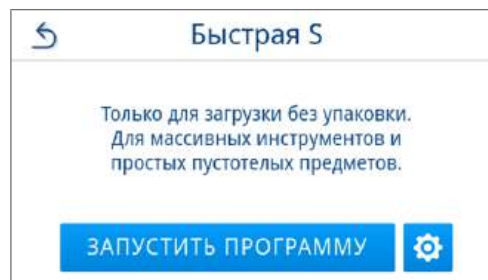 Быстрая S
Только для загрузки без упаковки.
Для массивных инструментов и
простых пустотелых предметов.
ЗАПУСТИТЬ ПРОГРАММУ